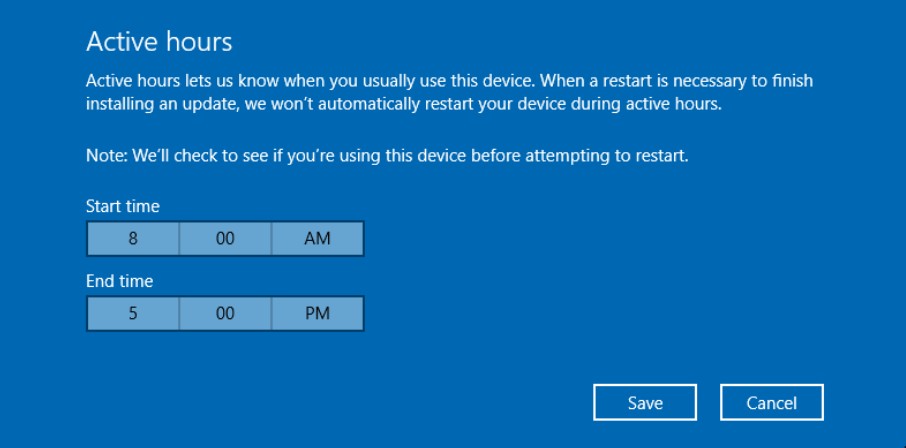 Active hours
Active hours lets us know when you usually use this device. When a restart is necessary to finish
installing an update, we won’t automatically restart your device during active hours.
Note: We’ll check to see if you’re using this device before attempting to restart.
Start time
8 00 AM
End time
5 00 PM
Save Cancel